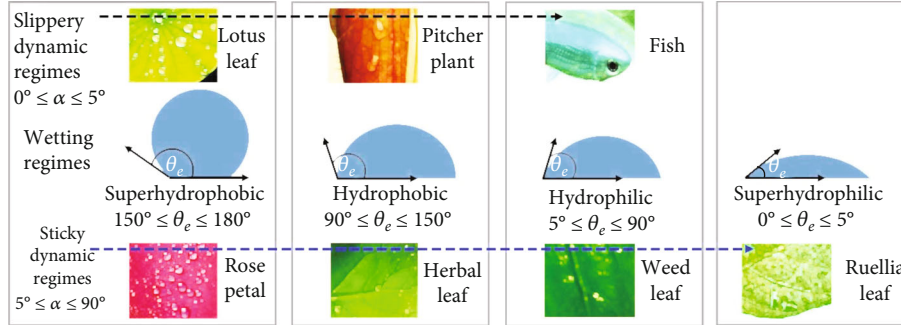 Slippery
dynamic
regimes
0° ≤ α ≤ 5°
Lotus
leaf
Pitcher
plant
Fish
Wetting
regimes
θe
Superhydrophobic
150° ≤ θe ≤ 180°
θe
Hydrophobic
90° ≤ θe ≤ 150°
θe
Hydrophilic
5° ≤ θe ≤ 90°
θe
Superhydrophilic
0° ≤ θe ≤ 5°
Sticky
dynamic
regimes
5° ≤ α ≤ 90°
Rose
petal
Herbal
leaf
Weed
leaf
Ruellia
leaf